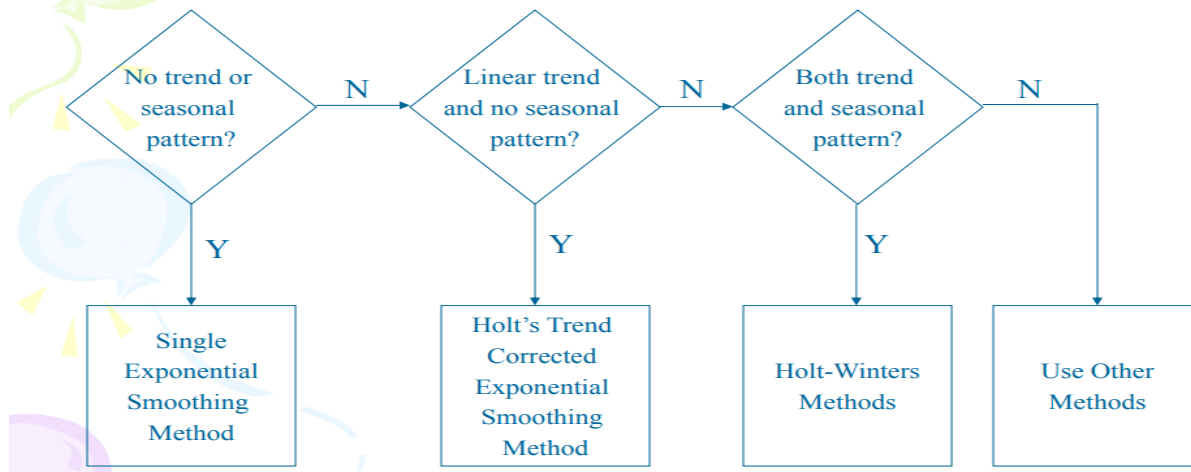 No trend or
seasonal
pattern?
N
Linear trend
and no seasonal
pattern?
N
Both trend
and seasonal
pattern?
N
Y
Y
Y
Single
Exponential
Smoothing
Method
Holt’s Trend
Corrected
Exponential
Smoothing
Method
Holt-Winters
Methods
Use Other
Methods